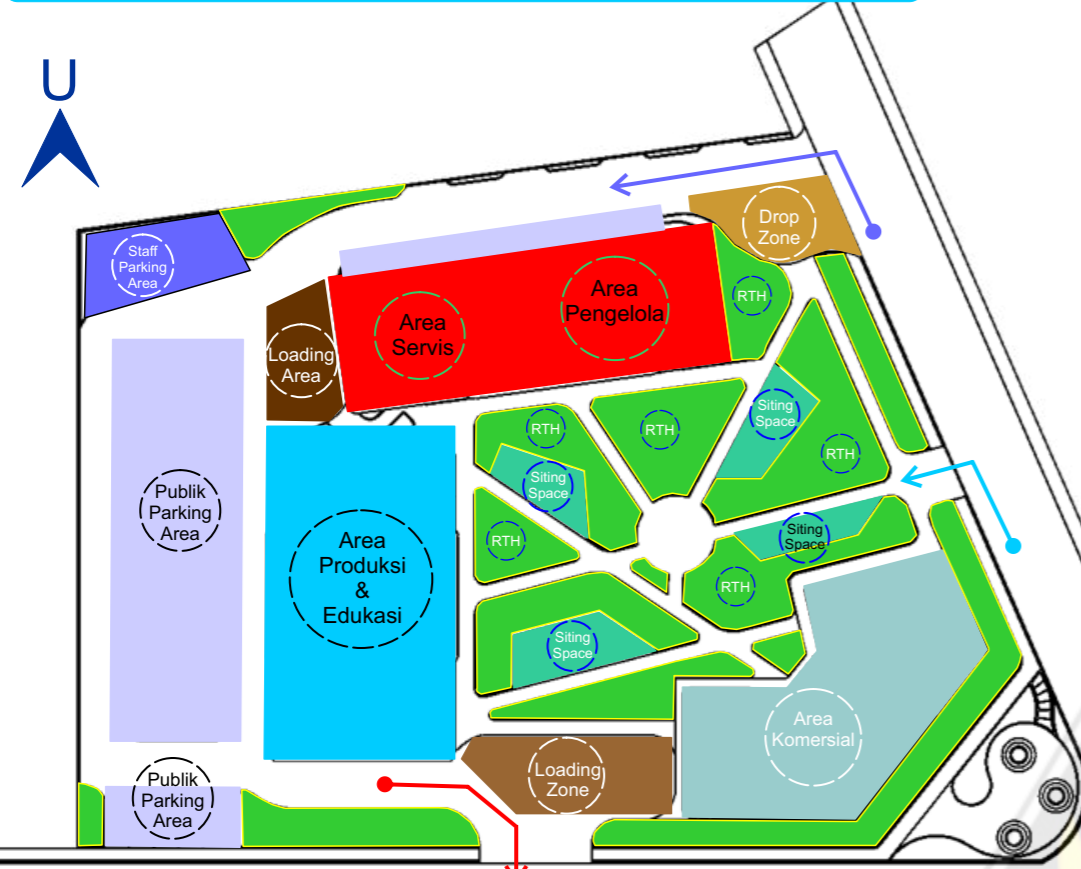 U
Drop
Zone
Staff
Parking
Area
RTH
Area
Pengelola
Area
Servis
Loading
Area
Siting
Space
RTH
RTH
RTH
Siting
Space
Publik
Parking
Area
Siting
Space
RTH
Area
Produksi
&
Edukasi
RTH
Siting
Space
Area
Komersial
Loading
Zone
Publik
Parking
Area